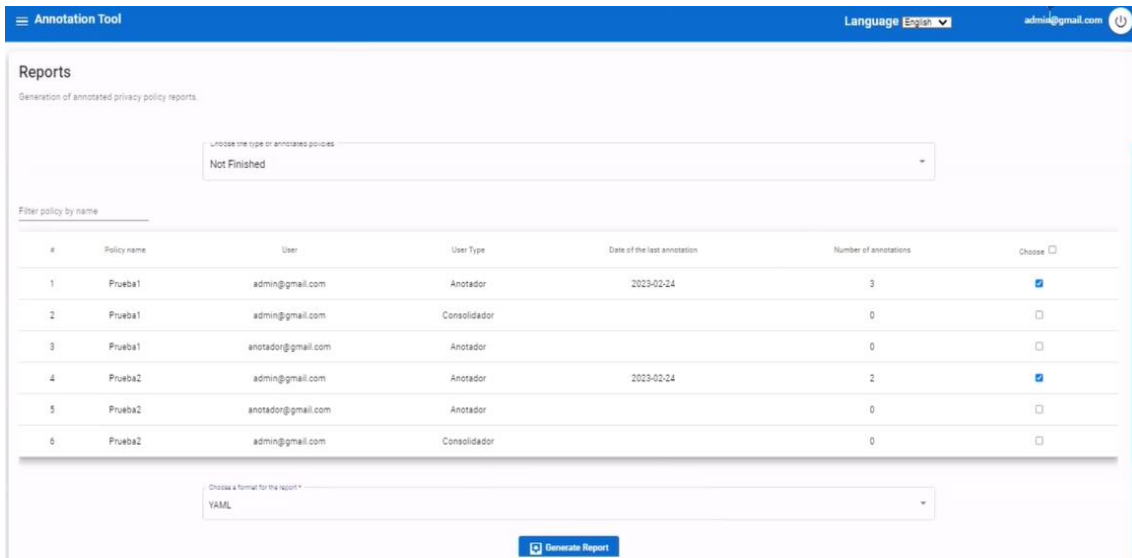 Annotation Tool
Language English
admin@gmail.com
Reports
Generation of annotated privacy policy reports.
Choose the type of annotated policies
Not Finished
Filter policy by name
# Policy name User User Type Date of the last annotation Number of annotations Choose
1 Prueba1 admin@gmail.com Anotador 2023-02-24 3
2 Prueba1 admin@gmail.com Consolidador 0
3 Prueba1 anotador@gmail.com Anotador 0
4 Prueba2 admin@gmail.com Anotador 2023-02-24 2
5 Prueba2 anotador@gmail.com Anotador 0
6 Prueba2 admin@gmail.com Consolidador 0
Choose a format for the report *
YAML
Generate Report